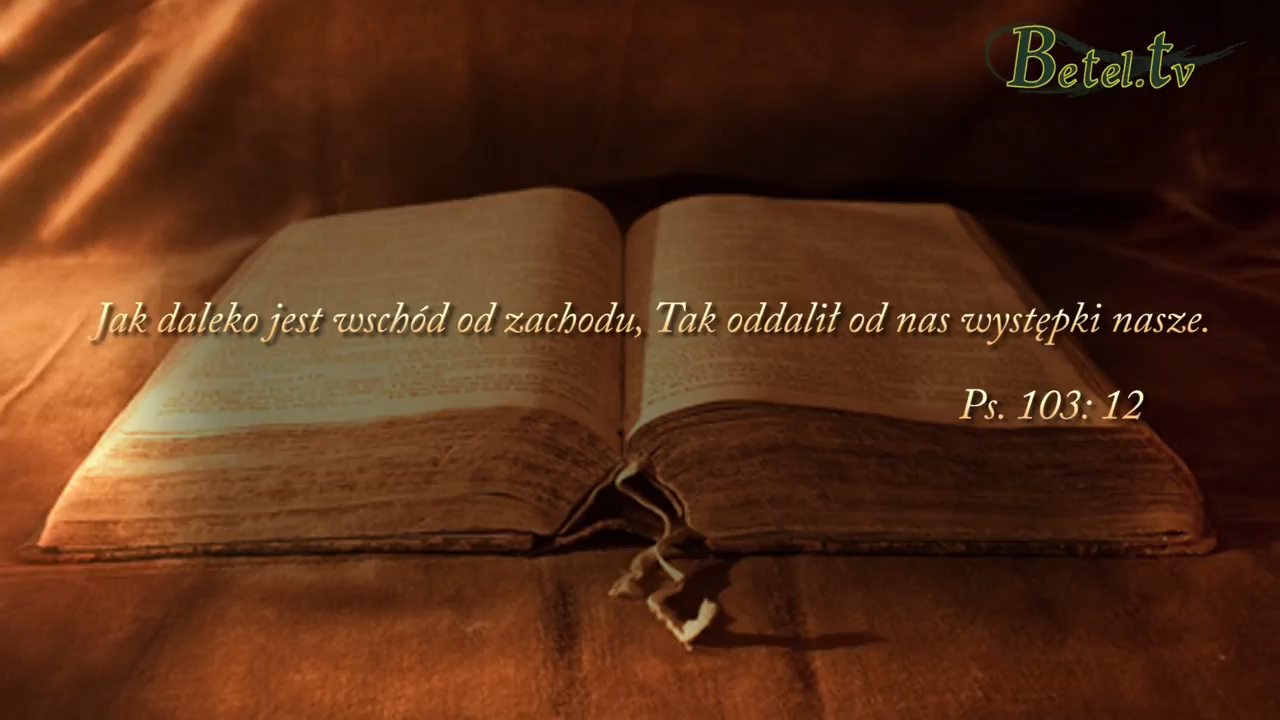 Betel.tv
Jak daleko jest wschód od zachodu, Tak oddalił od nas występki nasze.
Ps. 103: 12